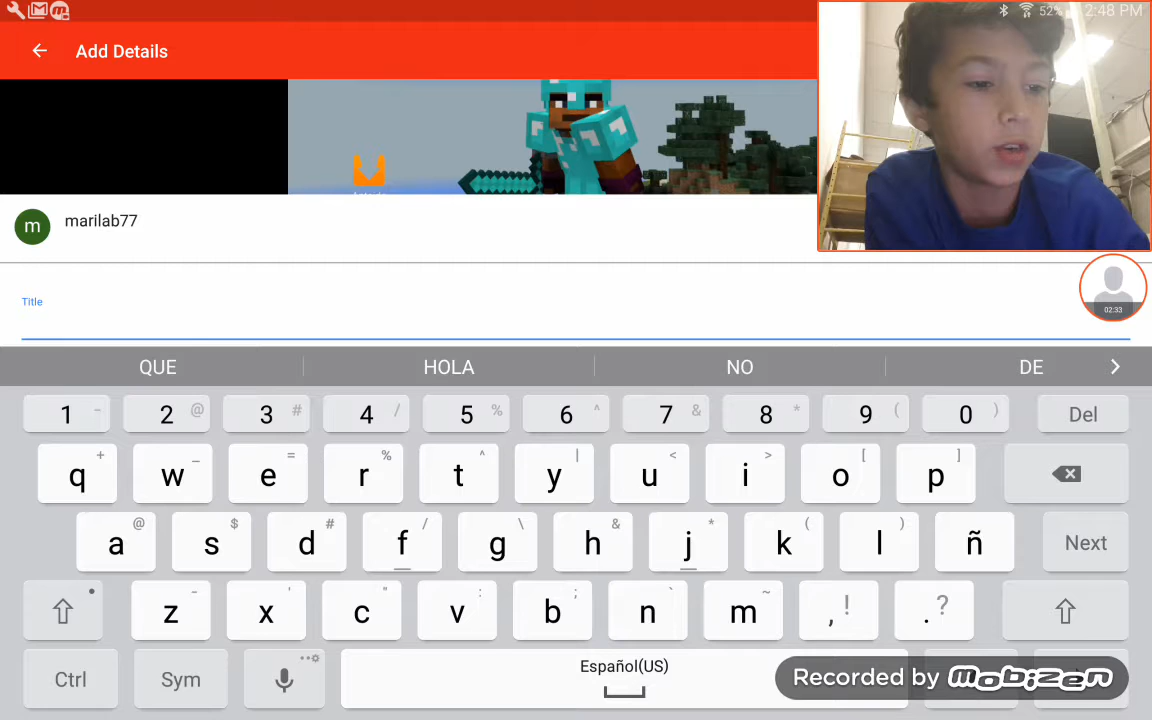 52% 2:48 PM
Add Details
m marilab77
02:33
Title
QUE HOLA NO DE
1 - 2 @ 3 # 4 / 5 % 6 ^ 7 & 8 * 9 ( 0 ) Del
q + w _ e = r % t ^ y | u < i > o [ p ]
a @ s $ d # f / g \ h & j * k ( l ) ñ Next
z - x ' c " v : b ; n ` m ~ , ! . ?
Ctrl Sym Español(US)
Recorded by mobizen